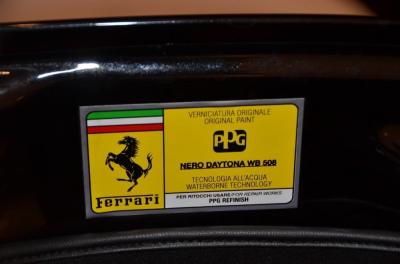 VERNICIATURA ORIGINALE
ORIGINAL PAINT
PPG
NERO DAYTONA WB 508
TECNOLOGIA ALL'ACQUA
WATERBORNE TECHNOLOGY
Ferrari
PER RITOCCHI USARE/FOR REPAIR WORKS
PPG REFINISH